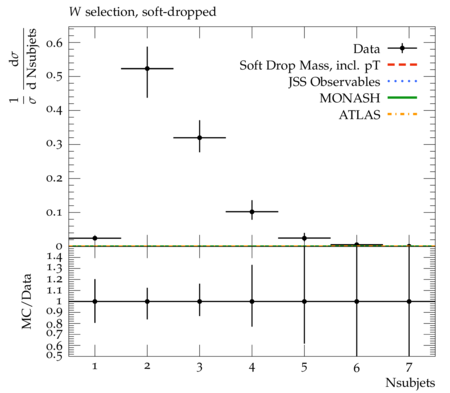 W selection, soft-dropped
1 dσ
σ d Nsubjets
Data
Soft Drop Mass, incl. pT
JSS Observables
MONASH
ATLAS
0.6
0.5
0.4
0.3
0.2
0.1
0
MC/Data
1.4
1.3
1.2
1.1
1
0.9
0.8
0.7
0.6
0.5
1 2 3 4 5 6 7
Nsubjets